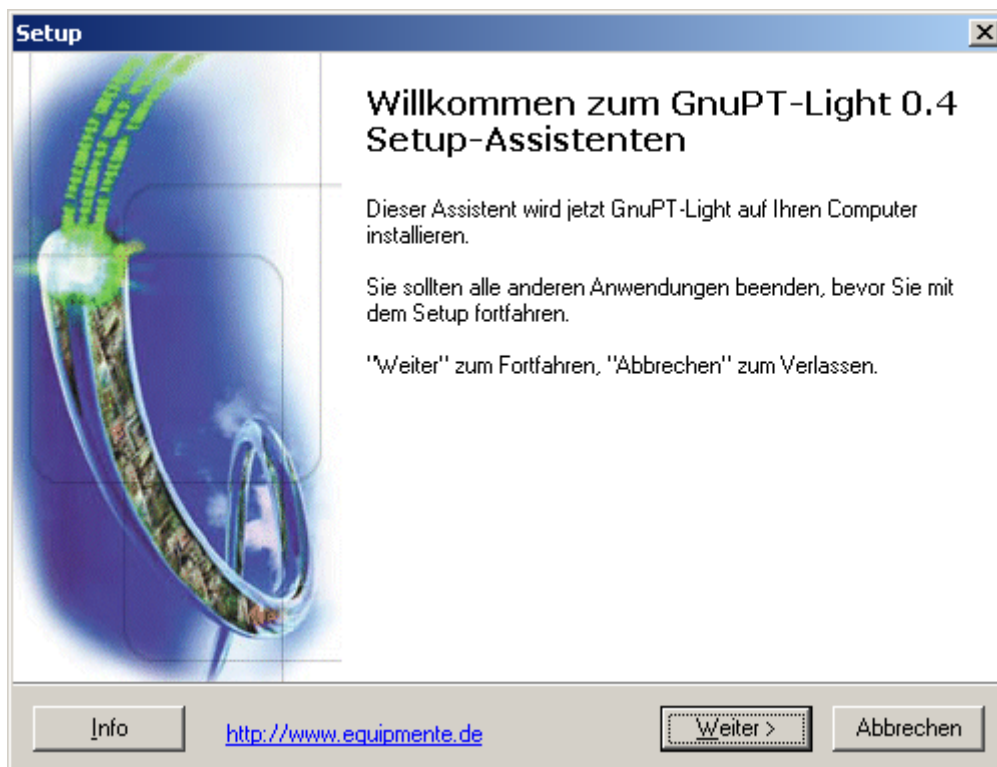 Setup
Willkommen zum GnuPT-Light 0.4
Setup-Assistenten
Dieser Assistent wird jetzt GnuPT-Light auf Ihren Computer
installieren.
Sie sollten alle anderen Anwendungen beenden, bevor Sie mit
dem Setup fortfahren.
"Weiter" zum Fortfahren, "Abbrechen" zum Verlassen.
Info
http://www.equipmente.de
Weiter >
Abbrechen